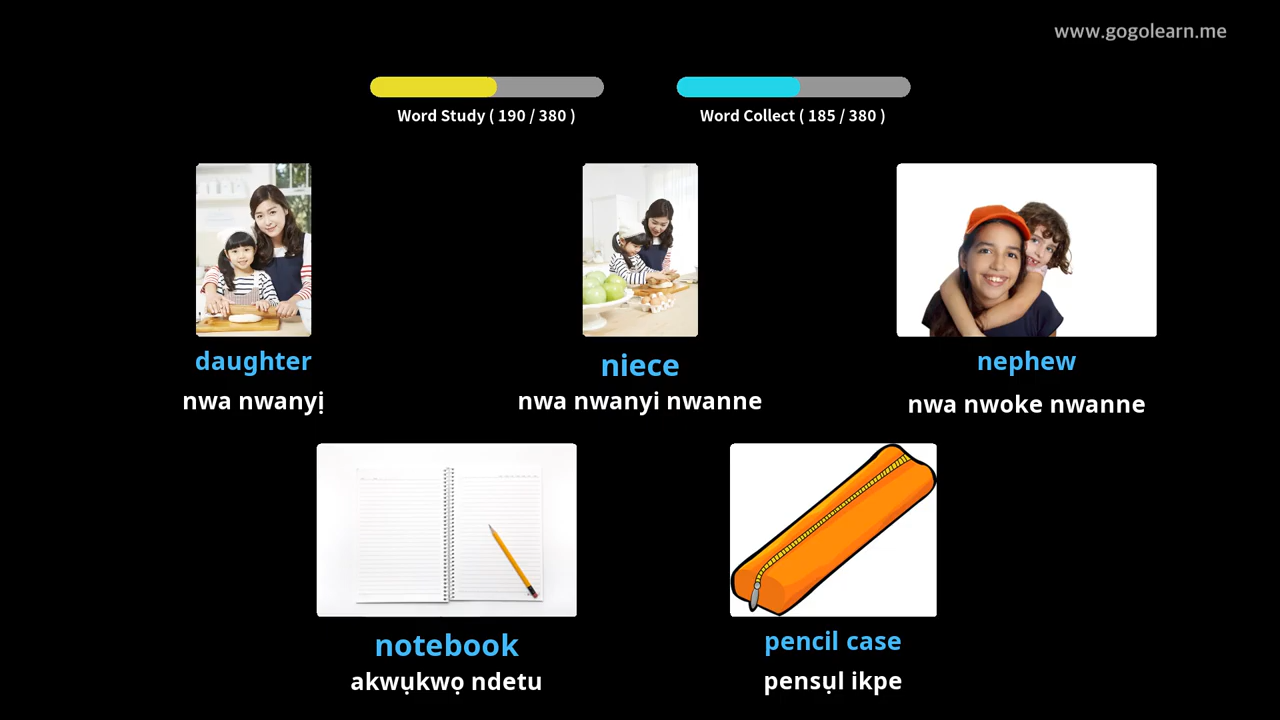 www.gogolearn.me
Word Study ( 190 / 380 )
Word Collect ( 185 / 380 )
daughter
nwa nwanyị
niece
nwa nwanyi nwanne
nephew
nwa nwoke nwanne
notebook
akwụkwọ ndetu
pencil case
pensụl ikpe